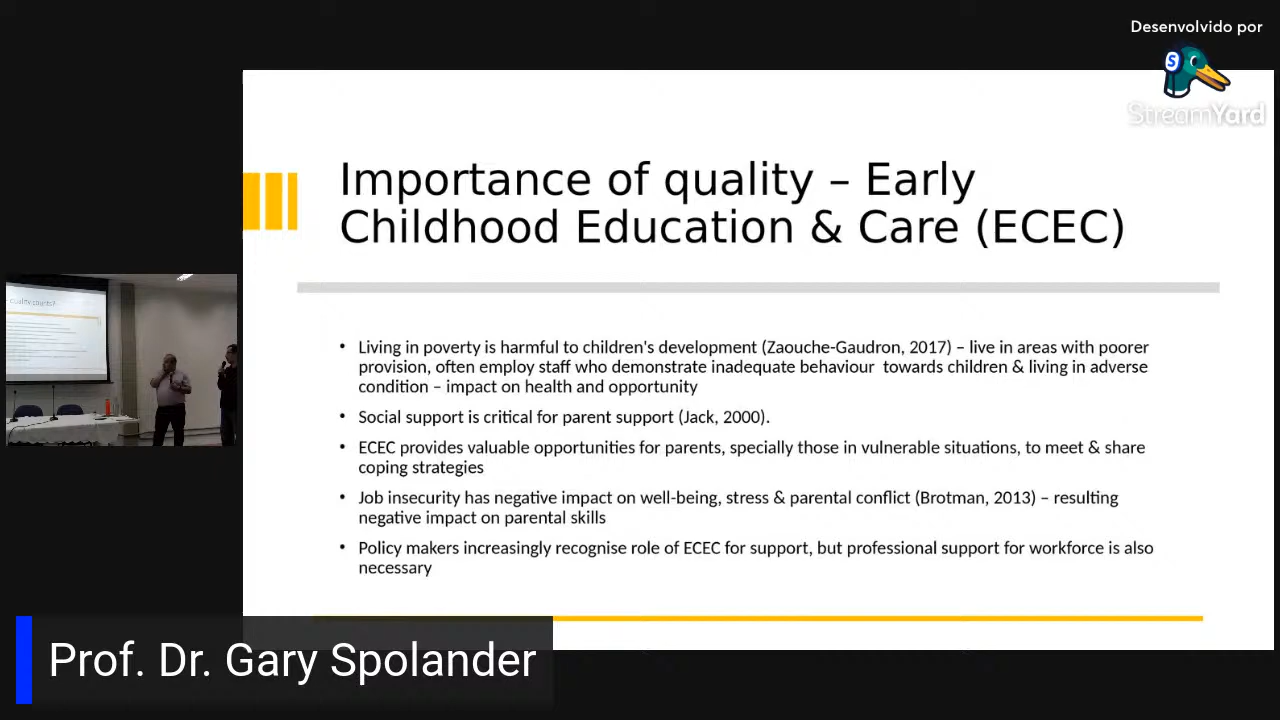 Desenvolvido por
StreamYard
Importance of quality – Early
Childhood Education & Care (ECEC)
• Living in poverty is harmful to children's development (Zaouche-Gaudron, 2017) – live in areas with poorer
provision, often employ staff who demonstrate inadequate behaviour  towards children & living in adverse
condition – impact on health and opportunity
• Social support is critical for parent support (Jack, 2000).
• ECEC provides valuable opportunities for parents, specially those in vulnerable situations, to meet & share
coping strategies
• Job insecurity has negative impact on well-being, stress & parental conflict (Brotman, 2013) – resulting
negative impact on parental skills
• Policy makers increasingly recognise role of ECEC for support, but professional support for workforce is also
necessary
quality counts?
Prof. Dr. Gary Spolander